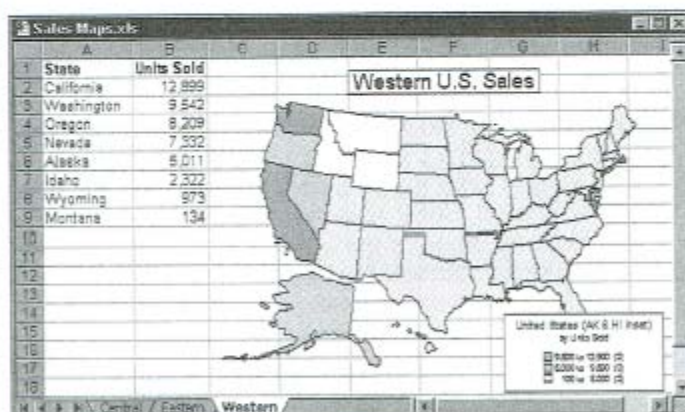 Sales Maps.xls
A B C D E F G H I
1 State Units Sold
2 California 12,899
3 Washington 9,542
4 Oregon 8,209
5 Nevada 7,332
6 Alaska
7 Idaho 2,322
8 Wyoming 973
9 Montana 134
10
11
12
13
14
15
16
17
18
Western U.S. Sales
United States (AK & HI Inset)
by Units Sold
Central / Eastern Western